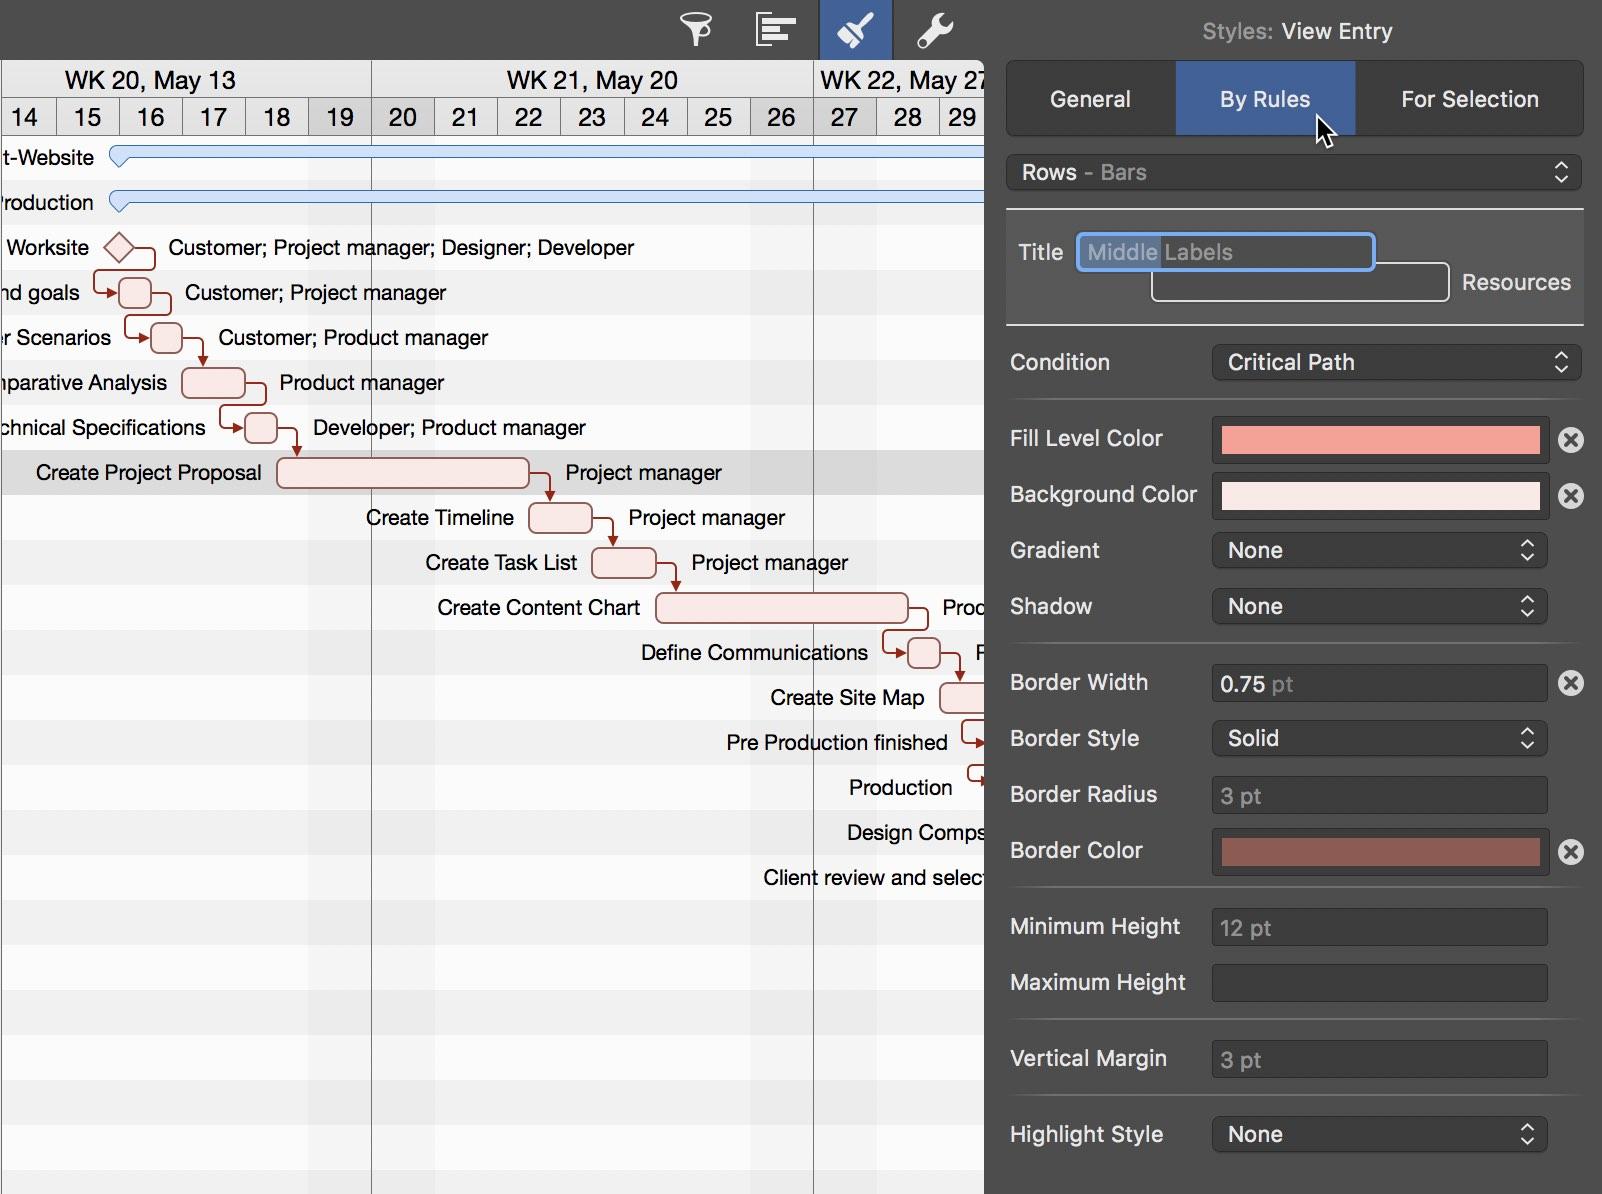 Styles: View Entry
WK 20, May 13
WK 21, May 20
WK 22, May 27
14 15 16 17 18 19 20 21 22 23 24 25 26 27 28 29
General
By Rules
For Selection
t-Website
roduction
Worksite
Customer; Project manager; Designer; Developer
nd goals
Customer; Project manager
r Scenarios
Customer; Product manager
nparative Analysis
Product manager
chnical Specifications
Developer; Product manager
Create Project Proposal
Project manager
Create Timeline
Project manager
Create Task List
Project manager
Create Content Chart
Proc
Define Communications
Create Site Map
Pre Production finished
Production
Design Comps
Client review and selec
Rows - Bars
Title
Middle Labels
Resources
Condition
Critical Path
Fill Level Color
Background Color
Gradient
None
Shadow
None
Border Width
0.75 pt
Border Style
Solid
Border Radius
3 pt
Border Color
Minimum Height
12 pt
Maximum Height
Vertical Margin
3 pt
Highlight Style
None